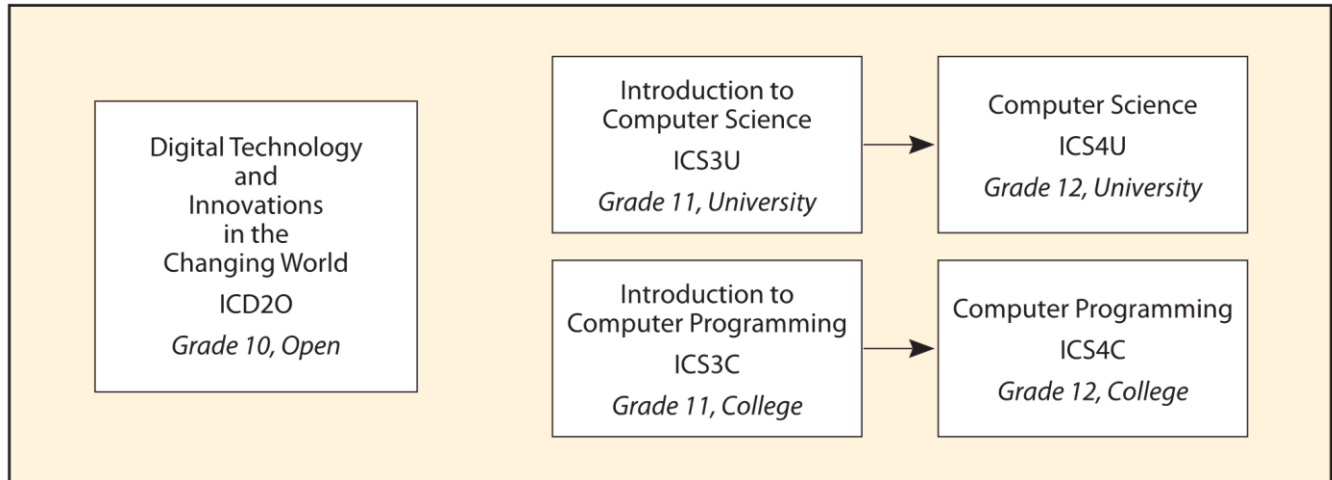 Digital Technology
and
Innovations
in the
Changing World
ICD2O
Grade 10, Open
Introduction to
Computer Science
ICS3U
Grade 11, University
Computer Science
ICS4U
Grade 12, University
Introduction to
Computer Programming
ICS3C
Grade 11, College
Computer Programming
ICS4C
Grade 12, College